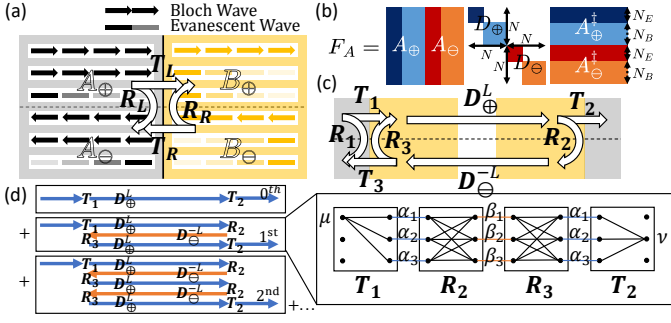 (a)
Bloch Wave
Evanescent Wave
A⊕
T_L
B⊕
R_L
R_R
A⊖
T_R
B⊖
(b)
F_A =
A⊕ A⊖
D⊕ N
N N
N D⊖
A⊕‡
A⊖‡
N_E
N_B
N_E
N_B
(c)
T_1
D⊕^L
T_2
R_1
R_3
R_2
T_3
D⊖^{-L}
(d)
T_1 D⊕^L T_2 0^{th}
+ T_1 D⊕^L R_2
R_3 D⊖^{-L} 1^{st}
D⊕^L T_2
+ T_1 D⊕^L R_2
R_3 D⊖^{-L} R_2
R_3 D⊕^L D⊖^{-L}
D⊕^L T_2 2^{nd}
+...
μ α_1 β_1 α_1 ν
α_2 β_2 α_2
α_3 β_3 α_3
T_1 R_2 R_3 T_2